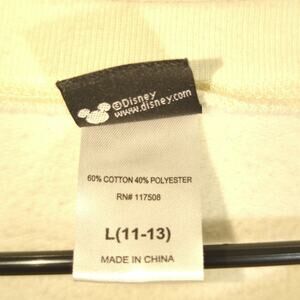 ©Disney
www.disney.com
60% COTTON 40% POLYESTER
RN# 117508
L(11-13)
MADE IN CHINA